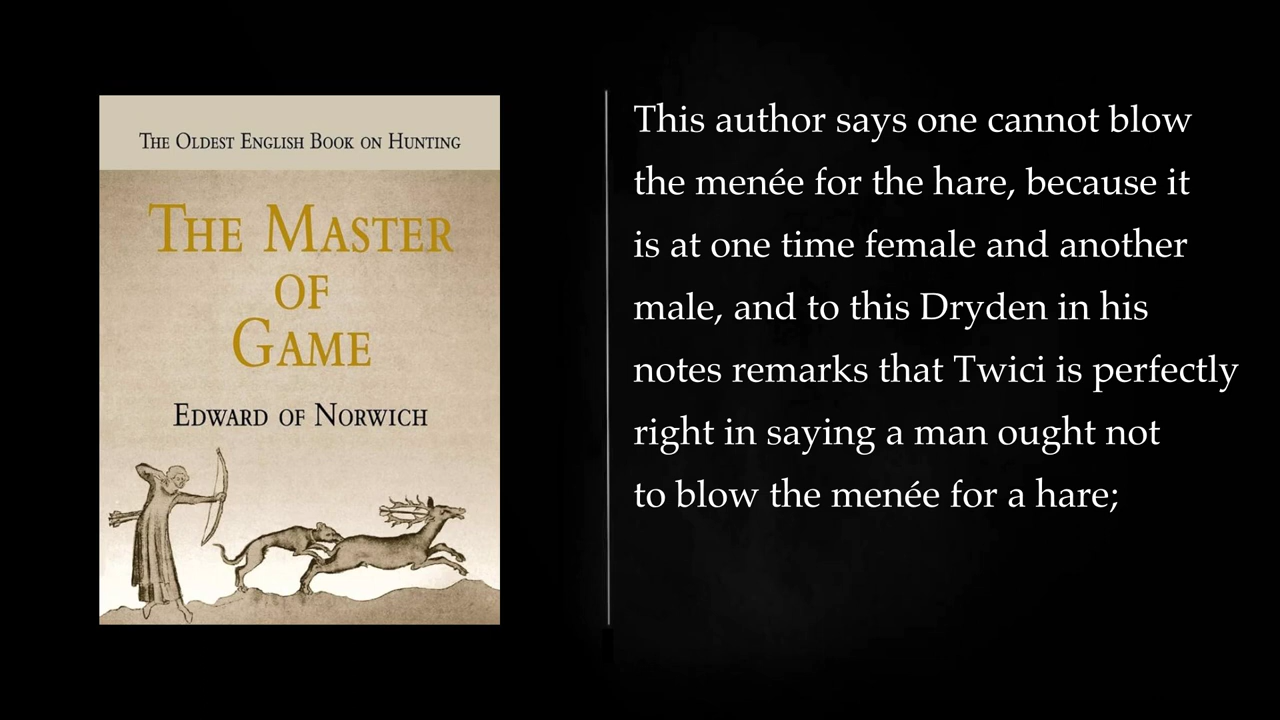 The Oldest English Book on Hunting
The Master
of
Game
Edward of Norwich
This author says one cannot blow
the menée for the hare, because it
is at one time female and another
male, and to this Dryden in his
notes remarks that Twici is perfectly
right in saying a man ought not
to blow the menée for a hare;